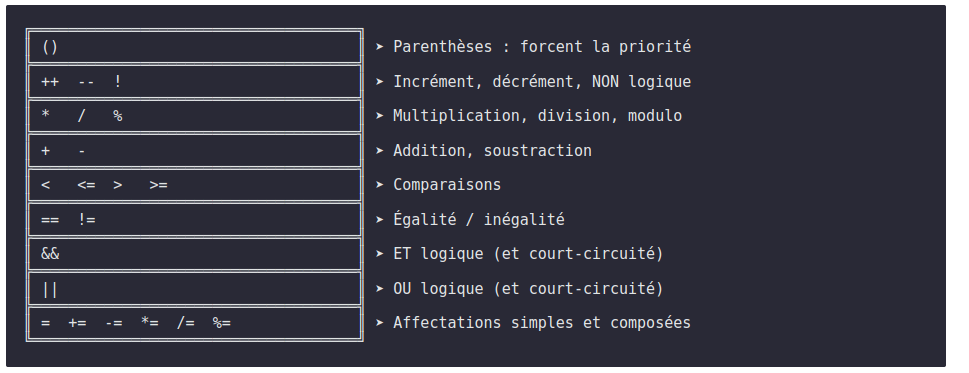 () ➤ Parenthèses : forcent la priorité
++ -- ! ➤ Incrément, décrément, NON logique
* / % ➤ Multiplication, division, modulo
+ - ➤ Addition, soustraction
< <= > >= ➤ Comparaisons
== != ➤ Égalité / inégalité
&& ➤ ET logique (et court-circuité)
|| ➤ OU logique (et court-circuité)
= += -= *= /= %= ➤ Affectations simples et composées